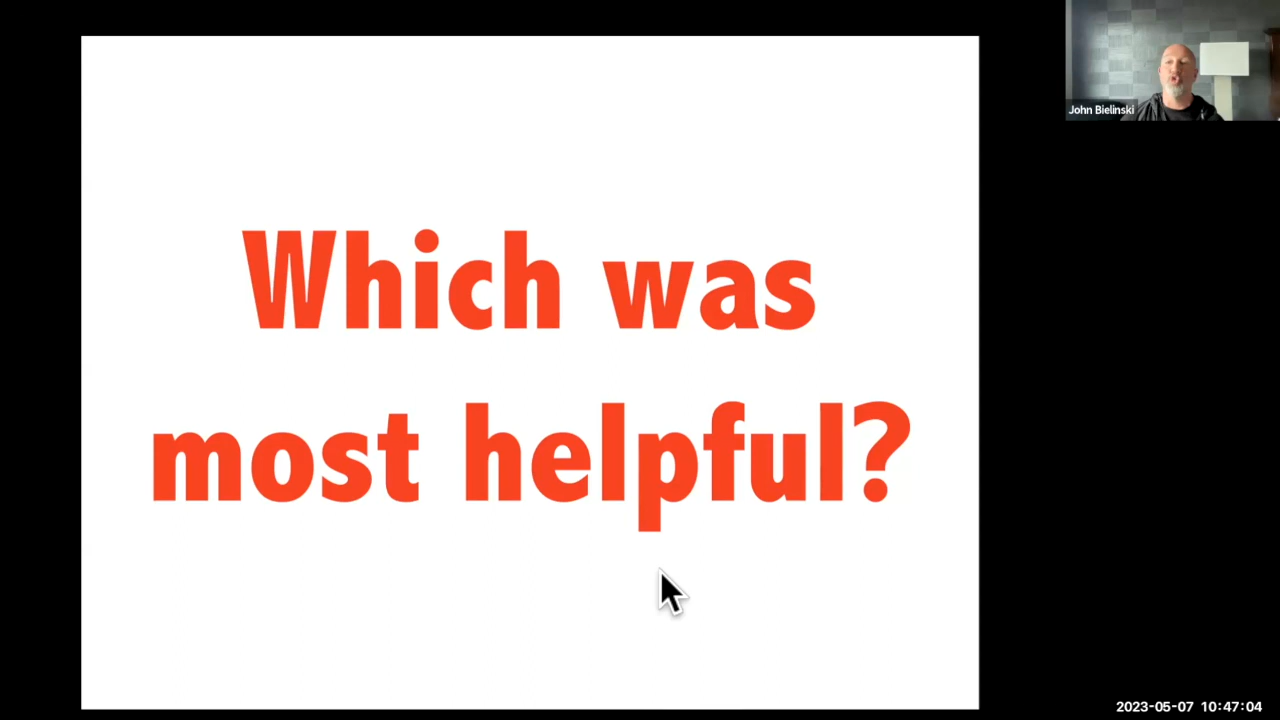 Which was
most helpful?
John Bielinski
2023-05-07 10:47:04